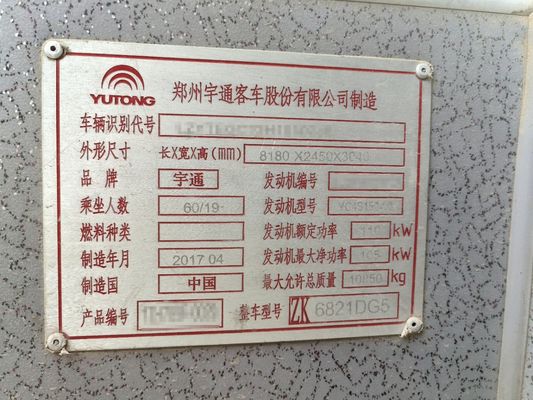 YUTONG
郑州宇通客车股份有限公司制造
车辆识别代号
外形尺寸 长X宽X高(mm) 8180 X2450X3040
品牌 宇通 发动机编号
乘坐人数 60/19 发动机型号
燃料种类 发动机额定功率 110 kW
制造年月 2017 04 发动机最大净功率 105 kW
制造国 中国 最大允许总质量 10250 kg
产品编号 整车型号 ZK 6821DG5